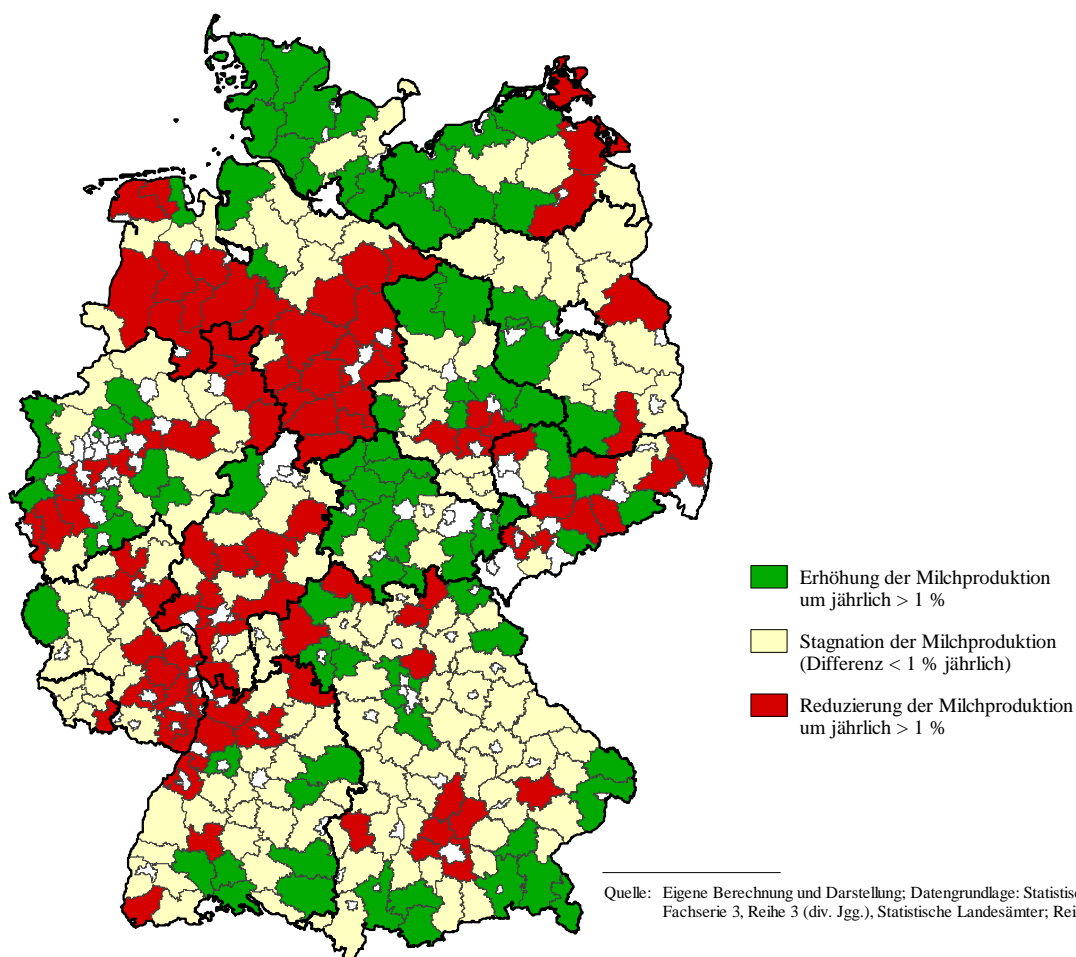 Erhöhung der Milchproduktion
um jährlich > 1 %
Stagnation der Milchproduktion
(Differenz < 1 % jährlich)
Reduzierung der Milchproduktion
um jährlich > 1 %
Quelle: Eigene Berechnung und Darstellung; Datengrundlage:
Fachserie 3, Reihe 3 (div. Jgg.), Statistische Landesämter;